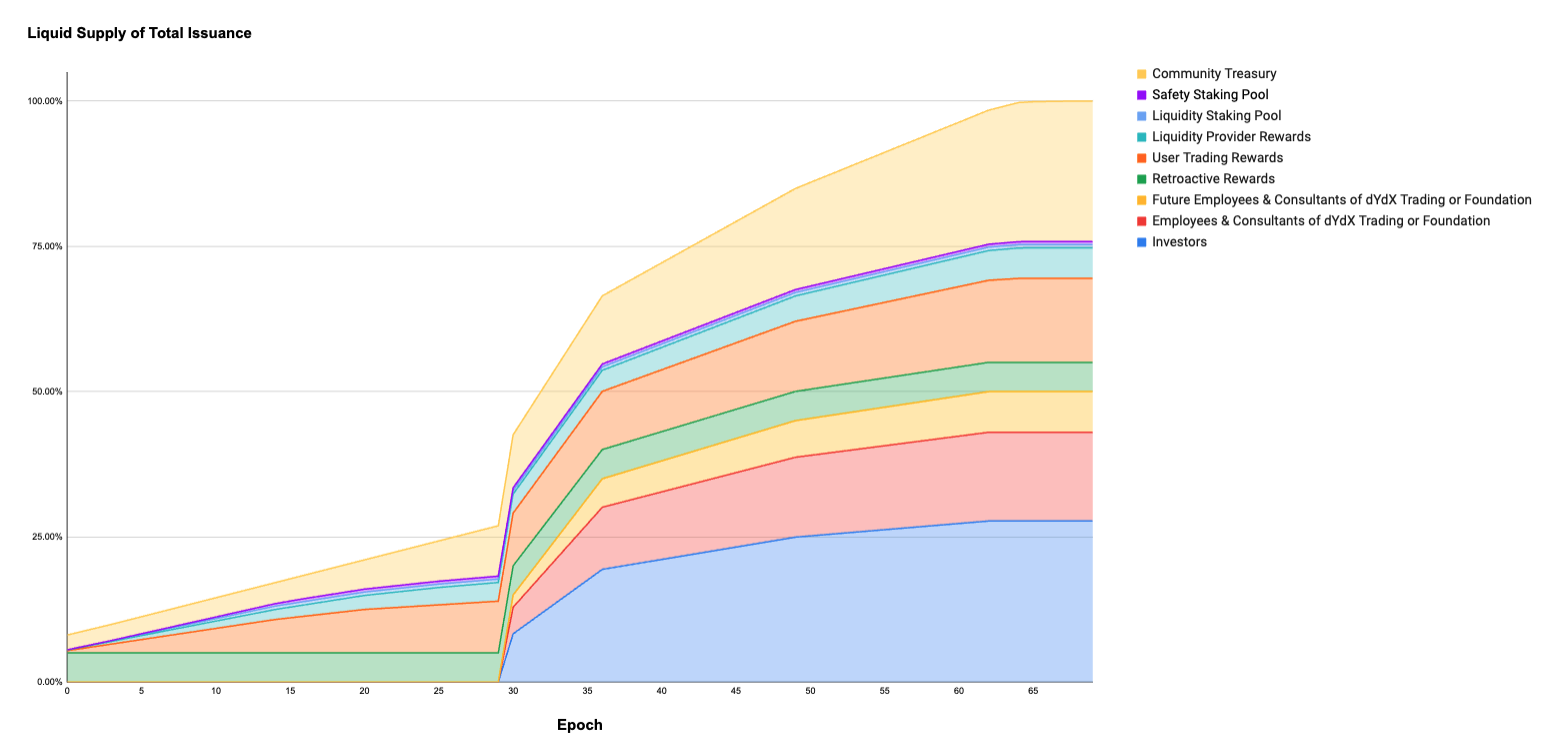 Liquid Supply of Total Issuance
100.00%
75.00%
50.00%
25.00%
0.00%
0 5 10 15 20 25 30 35 40 45 50 55 60 65
Epoch
Community Treasury
Safety Staking Pool
Liquidity Staking Pool
Liquidity Provider Rewards
User Trading Rewards
Retroactive Rewards
Future Employees & Consultants of dYdX Trading or Foundation
Employees & Consultants of dYdX Trading or Foundation
Investors